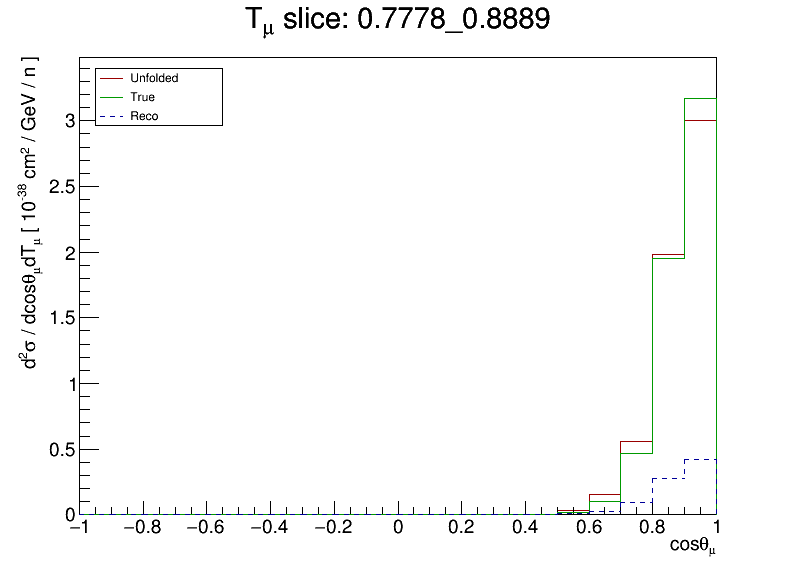 Tμ slice: 0.7778_0.8889
d²σ / dcosθμdTμ [ 10⁻³⁸ cm² / GeV / n ]
Unfolded
True
Reco
3
2.5
2
1.5
1
0.5
0
−1 −0.8 −0.6 −0.4 −0.2 0 0.2 0.4 0.6 0.8 1
cosθμ